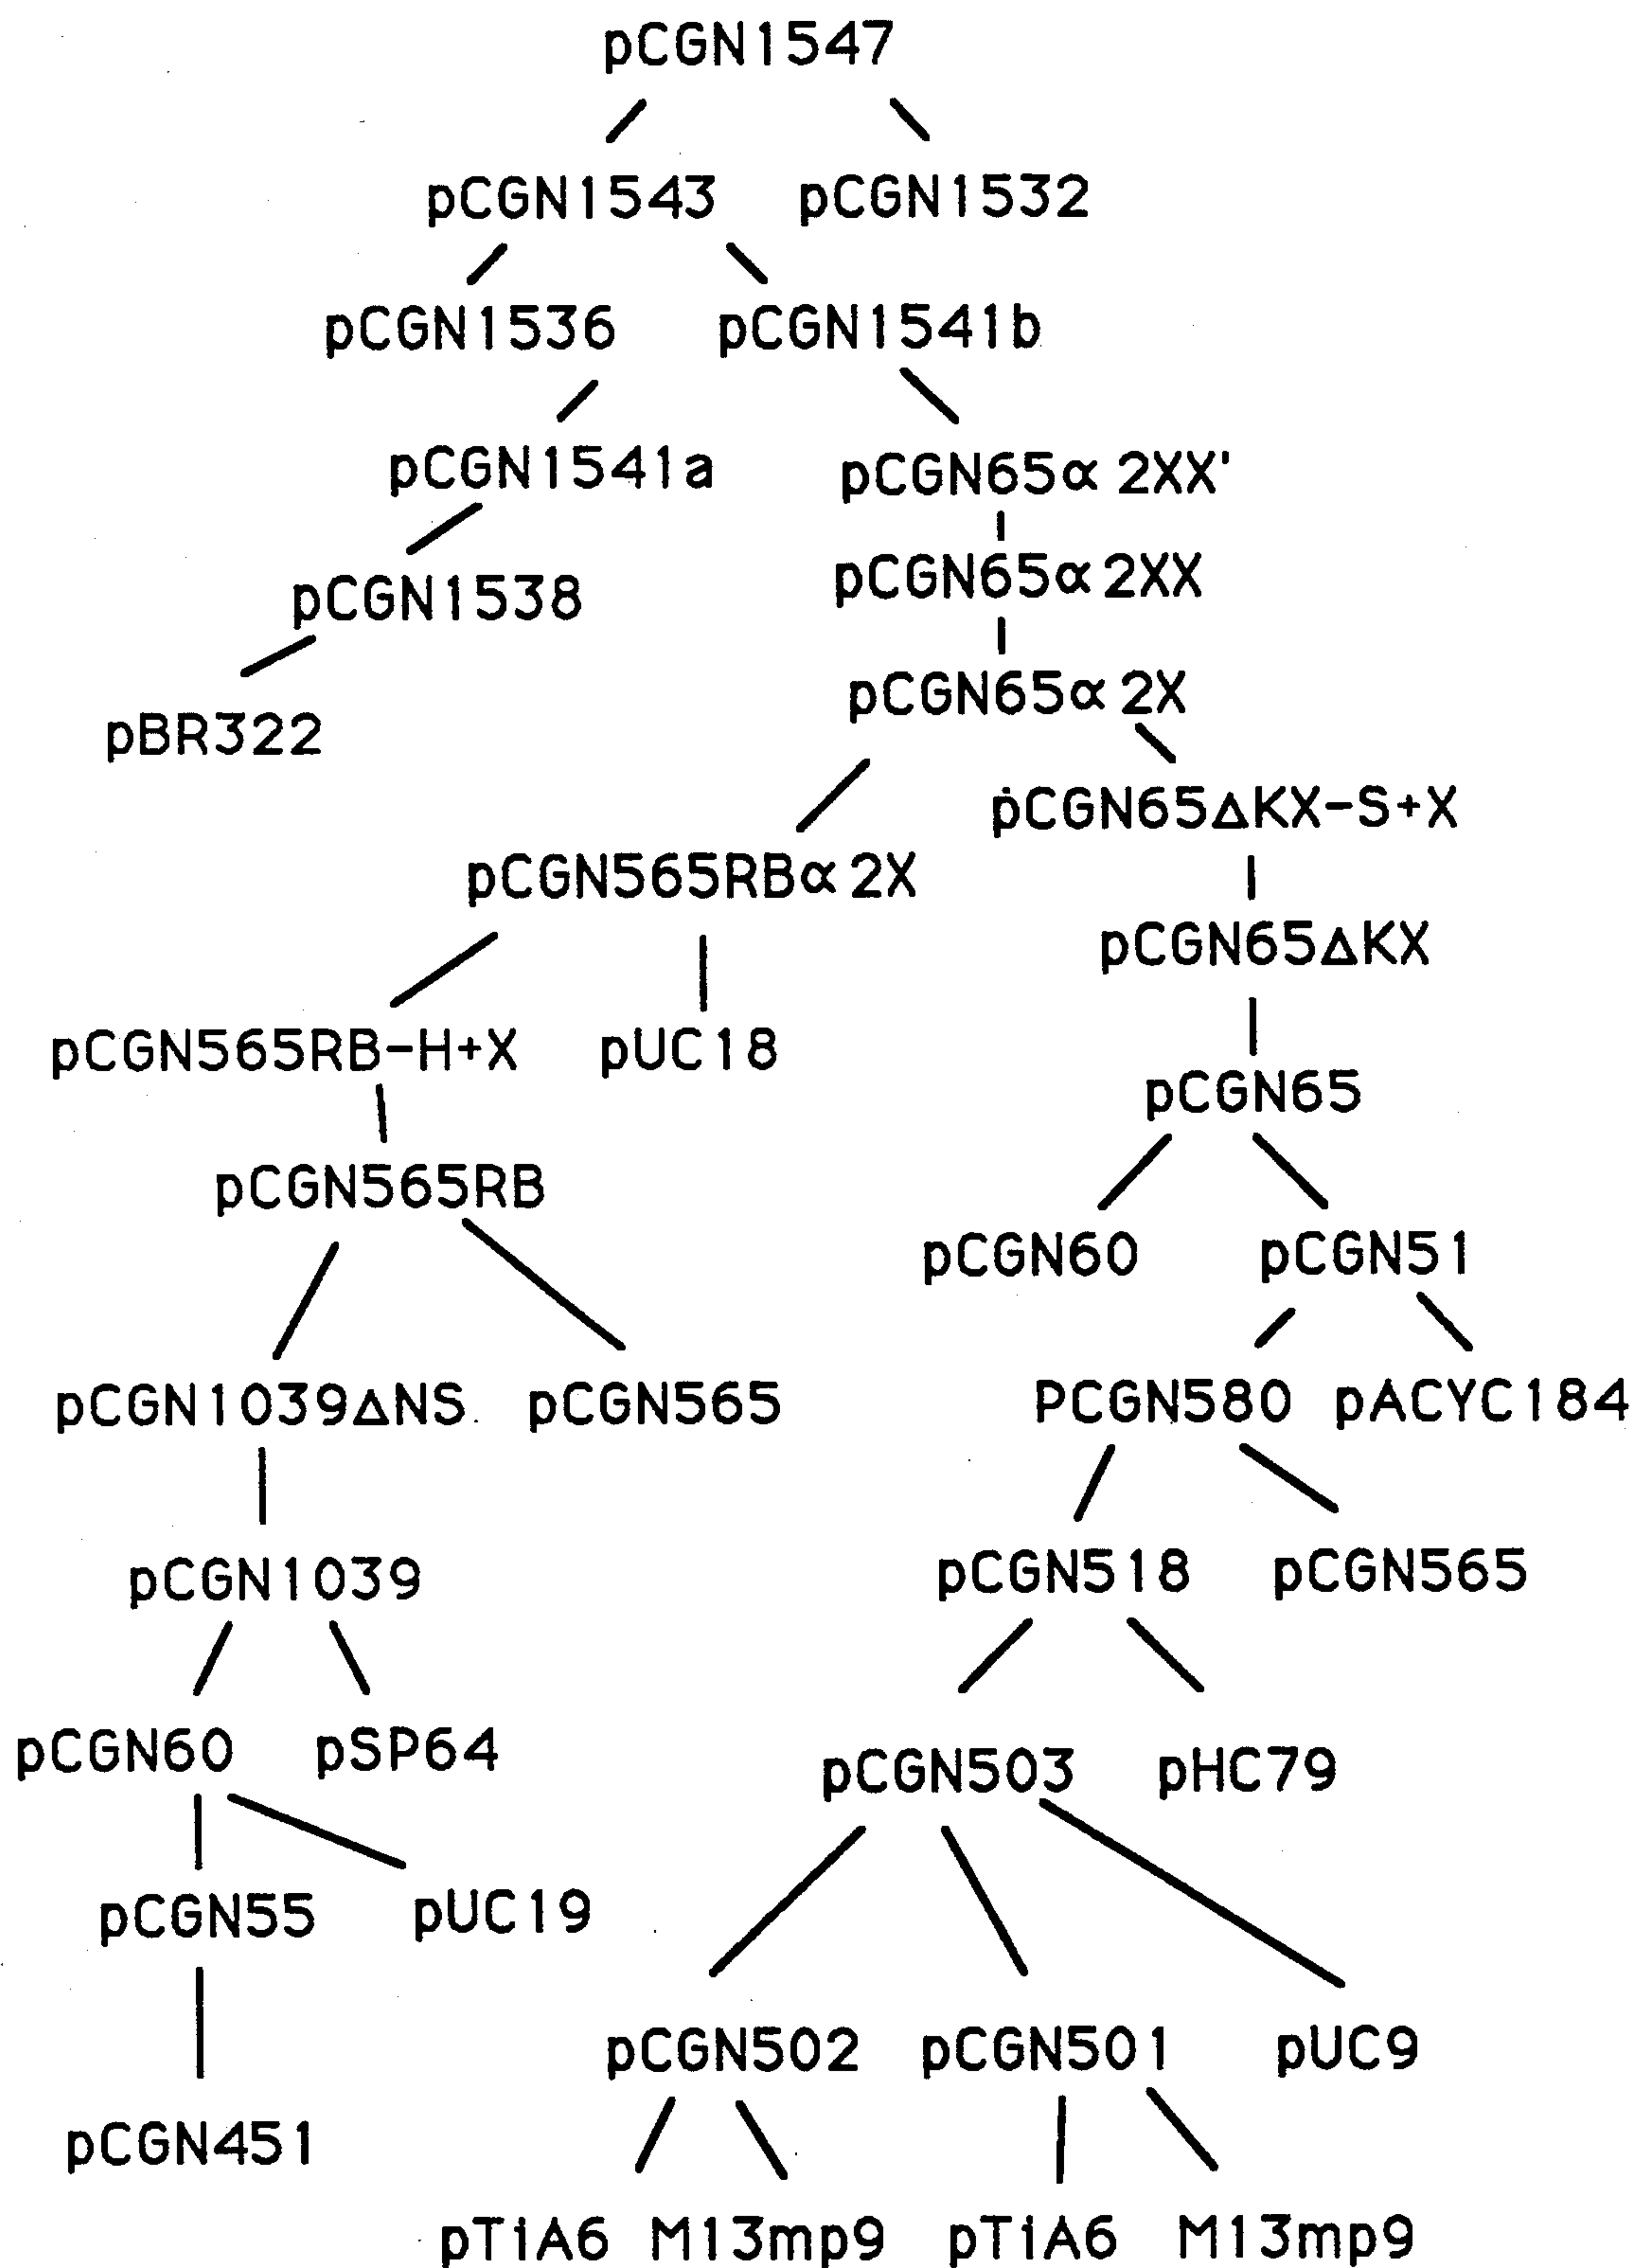 pCGN1547
pCGN1543 pCGN1532
pCGN1536 pCGN1541b
pCGN1541a pCGN65α 2XX'
pCGN65α 2XX
pCGN1538
pCGN65α 2X
pBR322
pCGN65ΔKX-S+X
pCGN565RBα 2X
pCGN65ΔKX
pCGN565RB-H+X pUC18
pCGN65
pCGN565RB
pCGN60 pCGN51
pCGN1039ΔNS. pCGN565 PCGN580 pACYC184
pCGN1039 pCGN518 pCGN565
pCGN60 pSP64 pCGN503 pHC79
pCGN55 pUC19
pCGN502 pCGN501 pUC9
pCGN451
pTiA6 M13mp9 pTiA6 M13mp9